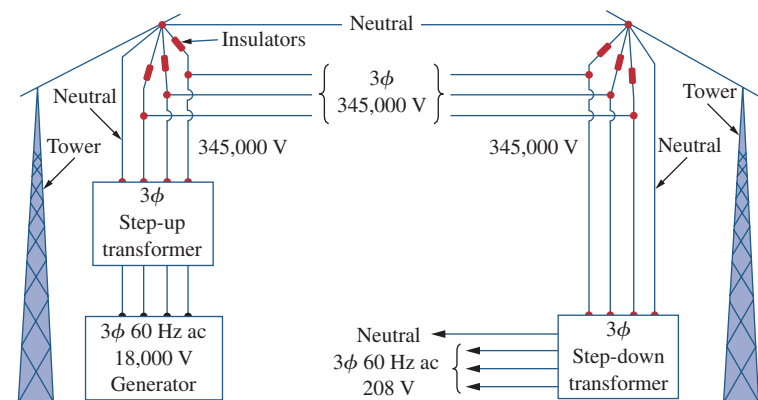 Neutral
Insulators
3ϕ
345,000 V
Neutral
Tower
Tower
345,000 V
345,000 V
Neutral
3ϕ
Step-up
transformer
3ϕ 60 Hz ac
18,000 V
Generator
Neutral
3ϕ 60 Hz ac
208 V
3ϕ
Step-down
transformer